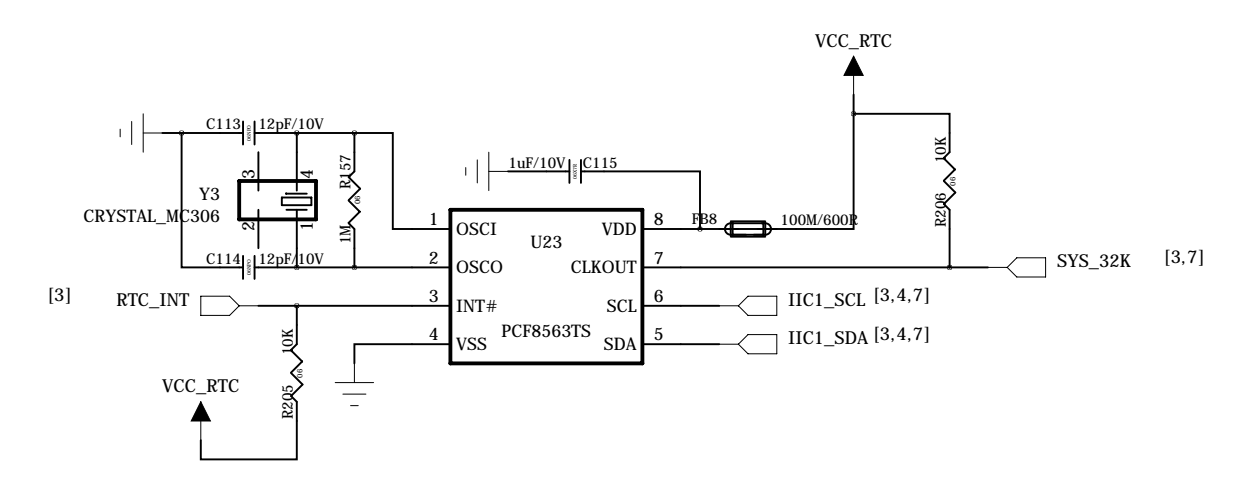 VCC_RTC
C113 12pF/10V
3 4
R157
1M
Y3
CRYSTAL_MC306
2 1
C114 12pF/10V
1uF/10V C115
10K
R206
1 OSCI
U23
VDD 8
FB8 100M/600R
2 OSCO
CLKOUT 7
SYS_32K [3,7]
[3] RTC_INT
3 INT#
SCL 6
IIC1_SCL [3,4,7]
PCF8563TS
4 VSS
SDA 5
IIC1_SDA [3,4,7]
10K
R205
VCC_RTC